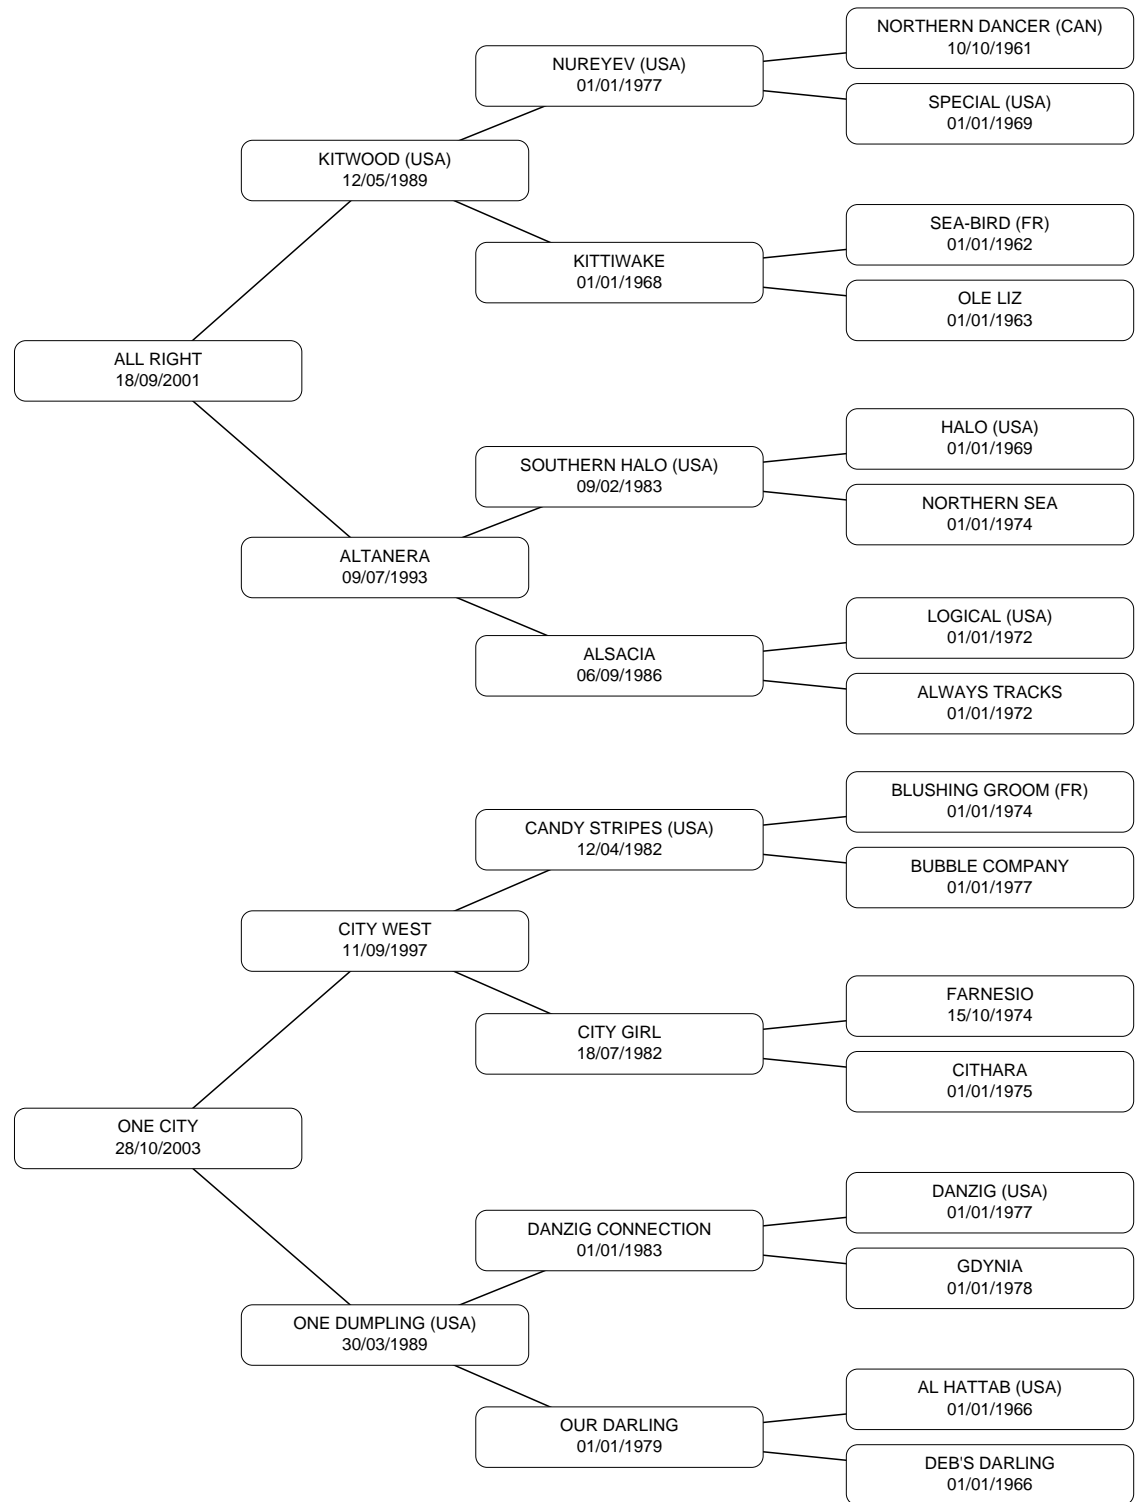 NORTHERN DANCER (CAN)
10/10/1961
NUREYEV (USA)
01/01/1977
SPECIAL (USA)
01/01/1969
KITWOOD (USA)
12/05/1989
SEA-BIRD (FR)
01/01/1962
KITTIWAKE
01/01/1968
OLE LIZ
01/01/1963
ALL RIGHT
18/09/2001
HALO (USA)
01/01/1969
SOUTHERN HALO (USA)
09/02/1983
NORTHERN SEA
01/01/1974
ALTANERA
09/07/1993
LOGICAL (USA)
01/01/1972
ALSACIA
06/09/1986
ALWAYS TRACKS
01/01/1972
BLUSHING GROOM (FR)
01/01/1974
CANDY STRIPES (USA)
12/04/1982
BUBBLE COMPANY
01/01/1977
CITY WEST
11/09/1997
FARNESIO
15/10/1974
CITY GIRL
18/07/1982
CITHARA
01/01/1975
ONE CITY
28/10/2003
DANZIG (USA)
01/01/1977
DANZIG CONNECTION
01/01/1983
GDYNIA
01/01/1978
ONE DUMPLING (USA)
30/03/1989
AL HATTAB (USA)
01/01/1966
OUR DARLING
01/01/1979
DEB'S DARLING
01/01/1966